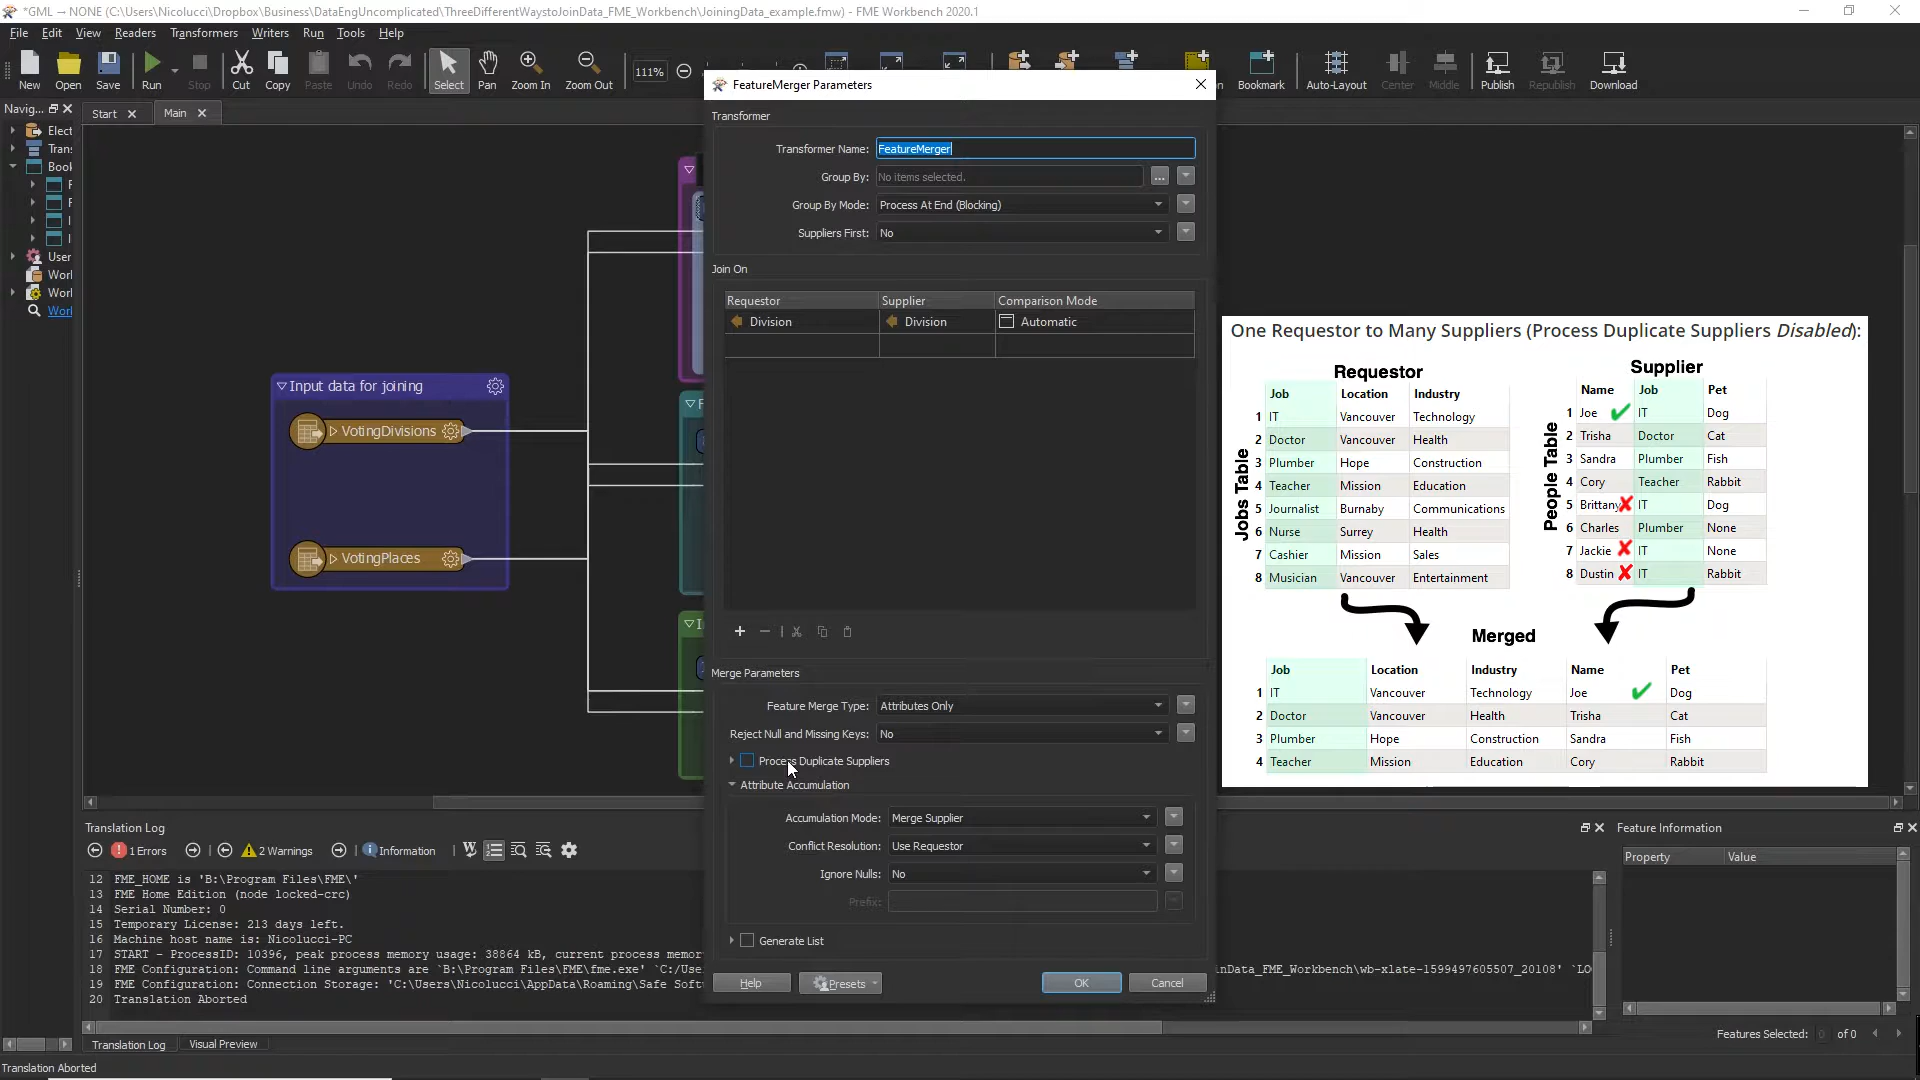 *GML → NONE (C:\Users\Nicolucci\Dropbox\Business\DataEngUncomplicated\ThreeDifferentWaystoJoinData_FME_Workbench\JoiningData_example.fmw) - FME Workbench 2020.1
File Edit View Readers Transformers Writers Run Tools Help
New Open Save Run Stop Cut Copy Paste Undo Redo Select Pan Zoom In Zoom Out 111% Bookmark Auto-Layout Center Middle Publish Republish Download
Navig...
Start Main
Elect
Tran:
Book
User
Worl
Worl
Worl
Input data for joining
VotingDivisions
VotingPlaces
FeatureMerger Parameters
Transformer
Transformer Name: FeatureMerger
Group By: No items selected. ...
Group By Mode: Process At End (Blocking)
Suppliers First: No
Join On
Requestor Supplier Comparison Mode
Division Division Automatic
Merge Parameters
Feature Merge Type: Attributes Only
Reject Null and Missing Keys: No
Process Duplicate Suppliers
Attribute Accumulation
Accumulation Mode: Merge Supplier
Conflict Resolution: Use Requestor
Ignore Nulls: No
Prefix:
Generate List
Help Presets OK Cancel
One Requestor to Many Suppliers (Process Duplicate Suppliers Disabled):
Requestor
Jobs Table
Job Location Industry
1 IT Vancouver Technology
2 Doctor Vancouver Health
3 Plumber Hope Construction
4 Teacher Mission Education
5 Journalist Burnaby Communications
6 Nurse Surrey Health
7 Cashier Mission Sales
8 Musician Vancouver Entertainment
Supplier
People Table
Name Job Pet
1 Joe IT Dog
2 Trisha Doctor Cat
3 Sandra Plumber Fish
4 Cory Teacher Rabbit
5 Brittany IT Dog
6 Charles Plumber None
7 Jackie IT None
8 Dustin IT Rabbit
Merged
Job Location Industry Name Pet
1 IT Vancouver Technology Joe Dog
2 Doctor Vancouver Health Trisha Cat
3 Plumber Hope Construction Sandra Fish
4 Teacher Mission Education Cory Rabbit
Translation Log
1 Errors 2 Warnings Information
12 FME_HOME is 'B:\Program Files\FME\'
13 FME Home Edition (node locked-crc)
14 Serial Number: 0
15 Temporary License: 213 days left.
16 Machine host name is: Nicolucci-PC
17 START - ProcessID: 10396, peak process memory usage: 38864 kB, current process memor
18 FME Configuration: Command line arguments are `B:\Program Files\FME\fme.exe' `C:/Use inData_FME_Workbench\wb-xlate-1599497605507_20108' `LO
19 FME Configuration: Connection Storage: 'C:\Users\Nicolucci\AppData\Roaming\Safe Soft
20 Translation Aborted
Translation Log Visual Preview
Feature Information
Property Value
Features Selected: 0 of 0
Translation Aborted